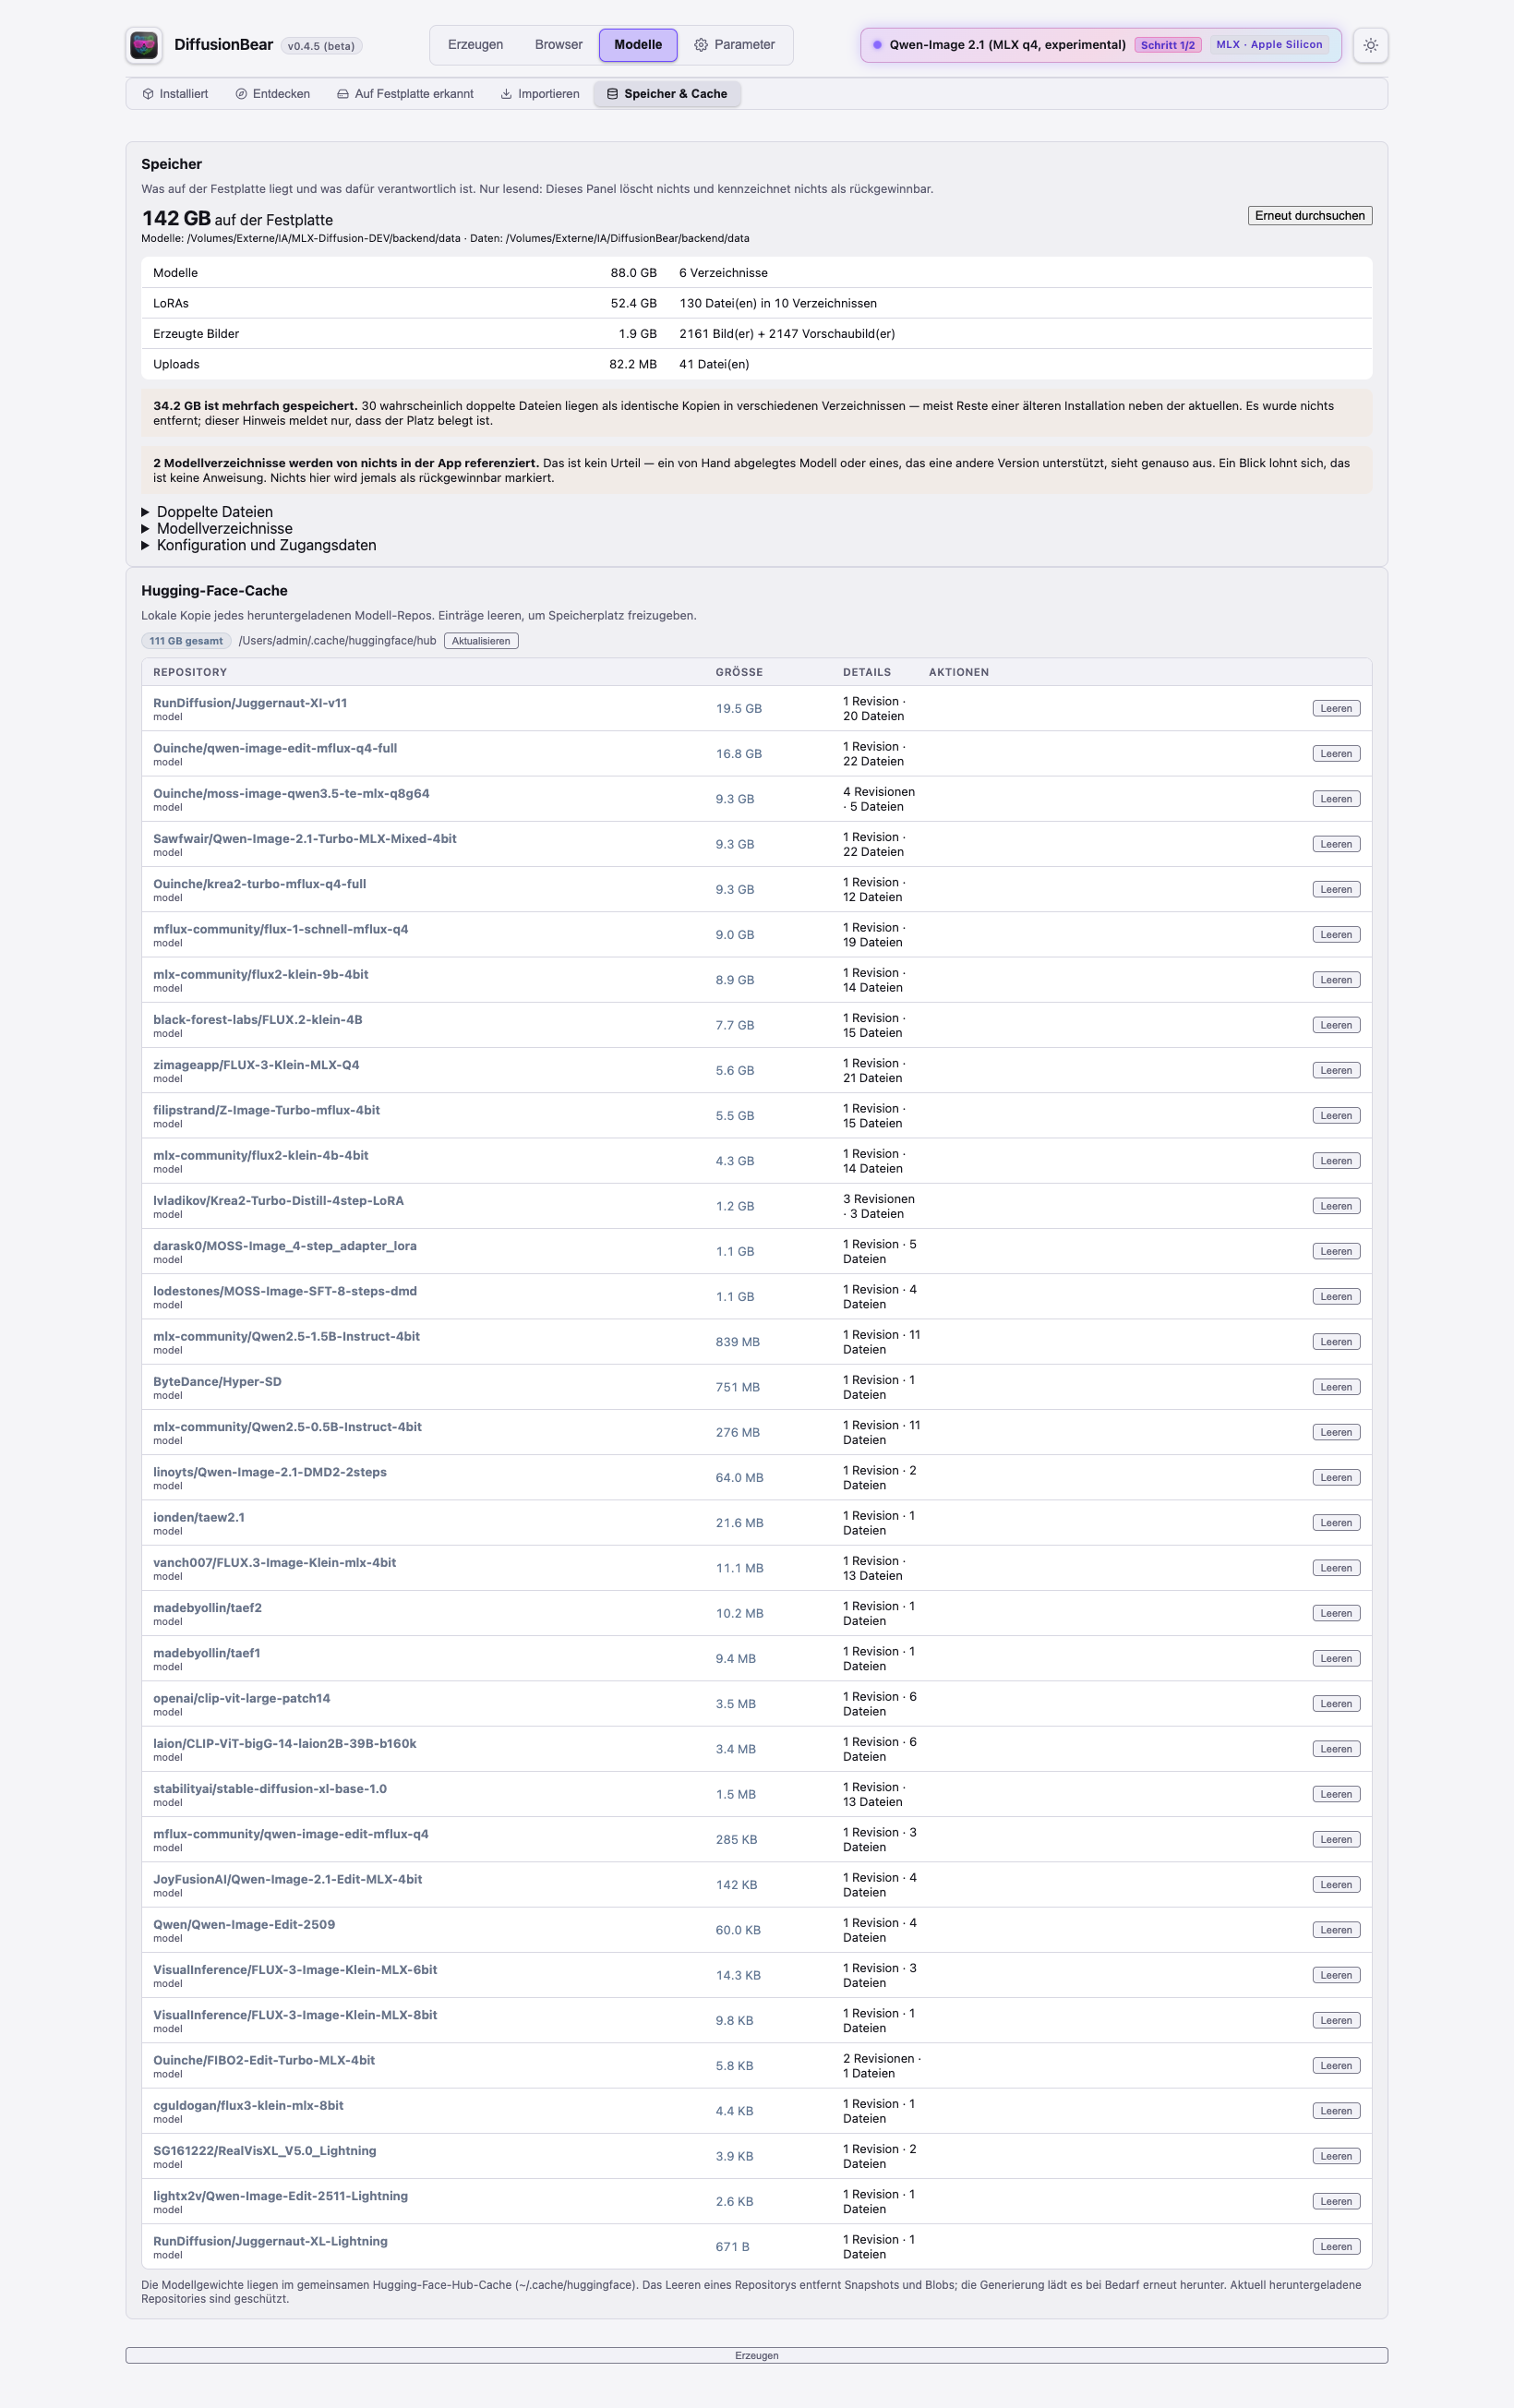 DiffusionBear v0.4.5 (beta)
Erzeugen Browser Modelle Parameter
Qwen-Image 2.1 (MLX q4, experimental) Schritt 1/2 MLX · Apple Silicon
Installiert Entdecken Auf Festplatte erkannt Importieren Speicher & Cache
Speicher
Was auf der Festplatte liegt und was dafür verantwortlich ist. Nur lesend: Dieses Panel löscht nichts und kennzeichnet nichts als rückgewinnbar.
142 GB auf der Festplatte
Erneut durchsuchen
Modelle: /Volumes/Externe/IA/MLX-Diffusion-DEV/backend/data · Daten: /Volumes/Externe/IA/DiffusionBear/backend/data
Modelle 88.0 GB 6 Verzeichnisse
LoRAs 52.4 GB 130 Datei(en) in 10 Verzeichnissen
Erzeugte Bilder 1.9 GB 2161 Bild(er) + 2147 Vorschaubild(er)
Uploads 82.2 MB 41 Datei(en)
34.2 GB ist mehrfach gespeichert. 30 wahrscheinlich doppelte Dateien liegen als identische Kopien in verschiedenen Verzeichnissen — meist Reste einer älteren Installation neben der aktuellen. Es wurde nichts
entfernt; dieser Hinweis meldet nur, dass der Platz belegt ist.
2 Modellverzeichnisse werden von nichts in der App referenziert. Das ist kein Urteil — ein von Hand abgelegtes Modell oder eines, das eine andere Version unterstützt, sieht genauso aus. Ein Blick lohnt sich, das
ist keine Anweisung. Nichts hier wird jemals als rückgewinnbar markiert.
Doppelte Dateien
Modellverzeichnisse
Konfiguration und Zugangsdaten
Hugging-Face-Cache
Lokale Kopie jedes heruntergeladenen Modell-Repos. Einträge leeren, um Speicherplatz freizugeben.
111 GB gesamt /Users/admin/.cache/huggingface/hub Aktualisieren
REPOSITORY GRÖSSE DETAILS AKTIONEN
RunDiffusion/Juggernaut-XI-v11
model
19.5 GB
1 Revision ·
20 Dateien
Leeren
Ouinche/qwen-image-edit-mflux-q4-full
model
16.8 GB
1 Revision ·
22 Dateien
Leeren
Ouinche/moss-image-qwen3.5-te-mlx-q8g64
model
9.3 GB
4 Revisionen
· 5 Dateien
Leeren
Sawfwair/Qwen-Image-2.1-Turbo-MLX-Mixed-4bit
model
9.3 GB
1 Revision ·
22 Dateien
Leeren
Ouinche/krea2-turbo-mflux-q4-full
model
9.3 GB
1 Revision ·
12 Dateien
Leeren
mflux-community/flux-1-schnell-mflux-q4
model
9.0 GB
1 Revision ·
19 Dateien
Leeren
mlx-community/flux2-klein-9b-4bit
model
8.9 GB
1 Revision ·
14 Dateien
Leeren
black-forest-labs/FLUX.2-klein-4B
model
7.7 GB
1 Revision ·
15 Dateien
Leeren
zimageapp/FLUX-3-Klein-MLX-Q4
model
5.6 GB
1 Revision ·
21 Dateien
Leeren
filipstrand/Z-Image-Turbo-mflux-4bit
model
5.5 GB
1 Revision ·
15 Dateien
Leeren
mlx-community/flux2-klein-4b-4bit
model
4.3 GB
1 Revision ·
14 Dateien
Leeren
lvladikov/Krea2-Turbo-Distill-4step-LoRA
model
1.2 GB
3 Revisionen
· 3 Dateien
Leeren
darask0/MOSS-Image_4-step_adapter_lora
model
1.1 GB
1 Revision · 5
Dateien
Leeren
lodestones/MOSS-Image-SFT-8-steps-dmd
model
1.1 GB
1 Revision · 4
Dateien
Leeren
mlx-community/Qwen2.5-1.5B-Instruct-4bit
model
839 MB
1 Revision · 11
Dateien
Leeren
ByteDance/Hyper-SD
model
751 MB
1 Revision · 1
Dateien
Leeren
mlx-community/Qwen2.5-0.5B-Instruct-4bit
model
276 MB
1 Revision · 11
Dateien
Leeren
linoyts/Qwen-Image-2.1-DMD2-2steps
model
64.0 MB
1 Revision · 2
Dateien
Leeren
ionden/taew2.1
model
21.6 MB
1 Revision · 1
Dateien
Leeren
vanch007/FLUX.3-Image-Klein-mlx-4bit
model
11.1 MB
1 Revision ·
13 Dateien
Leeren
madebyollin/taef2
model
10.2 MB
1 Revision · 1
Dateien
Leeren
madebyollin/taef1
model
9.4 MB
1 Revision · 1
Dateien
Leeren
openai/clip-vit-large-patch14
model
3.5 MB
1 Revision · 6
Dateien
Leeren
laion/CLIP-ViT-bigG-14-laion2B-39B-b160k
model
3.4 MB
1 Revision · 6
Dateien
Leeren
stabilityai/stable-diffusion-xl-base-1.0
model
1.5 MB
1 Revision ·
13 Dateien
Leeren
mflux-community/qwen-image-edit-mflux-q4
model
285 KB
1 Revision · 3
Dateien
Leeren
JoyFusionAI/Qwen-Image-2.1-Edit-MLX-4bit
model
142 KB
1 Revision · 4
Dateien
Leeren
Qwen/Qwen-Image-Edit-2509
model
60.0 KB
1 Revision · 4
Dateien
Leeren
VisualInference/FLUX-3-Image-Klein-MLX-6bit
model
14.3 KB
1 Revision · 3
Dateien
Leeren
VisualInference/FLUX-3-Image-Klein-MLX-8bit
model
9.8 KB
1 Revision · 1
Dateien
Leeren
Ouinche/FIBO2-Edit-Turbo-MLX-4bit
model
5.8 KB
2 Revisionen ·
1 Dateien
Leeren
cguldogan/flux3-klein-mlx-8bit
model
4.4 KB
1 Revision · 1
Dateien
Leeren
SG161222/RealVisXL_V5.0_Lightning
model
3.9 KB
1 Revision · 2
Dateien
Leeren
lightx2v/Qwen-Image-Edit-2511-Lightning
model
2.6 KB
1 Revision · 1
Dateien
Leeren
RunDiffusion/Juggernaut-XL-Lightning
model
671 B
1 Revision · 1
Dateien
Leeren
Die Modellgewichte liegen im gemeinsamen Hugging-Face-Hub-Cache (~/.cache/huggingface). Das Leeren eines Repositorys entfernt Snapshots und Blobs; die Generierung lädt es bei Bedarf erneut herunter. Aktuell heruntergeladene
Repositories sind geschützt.
Erzeugen